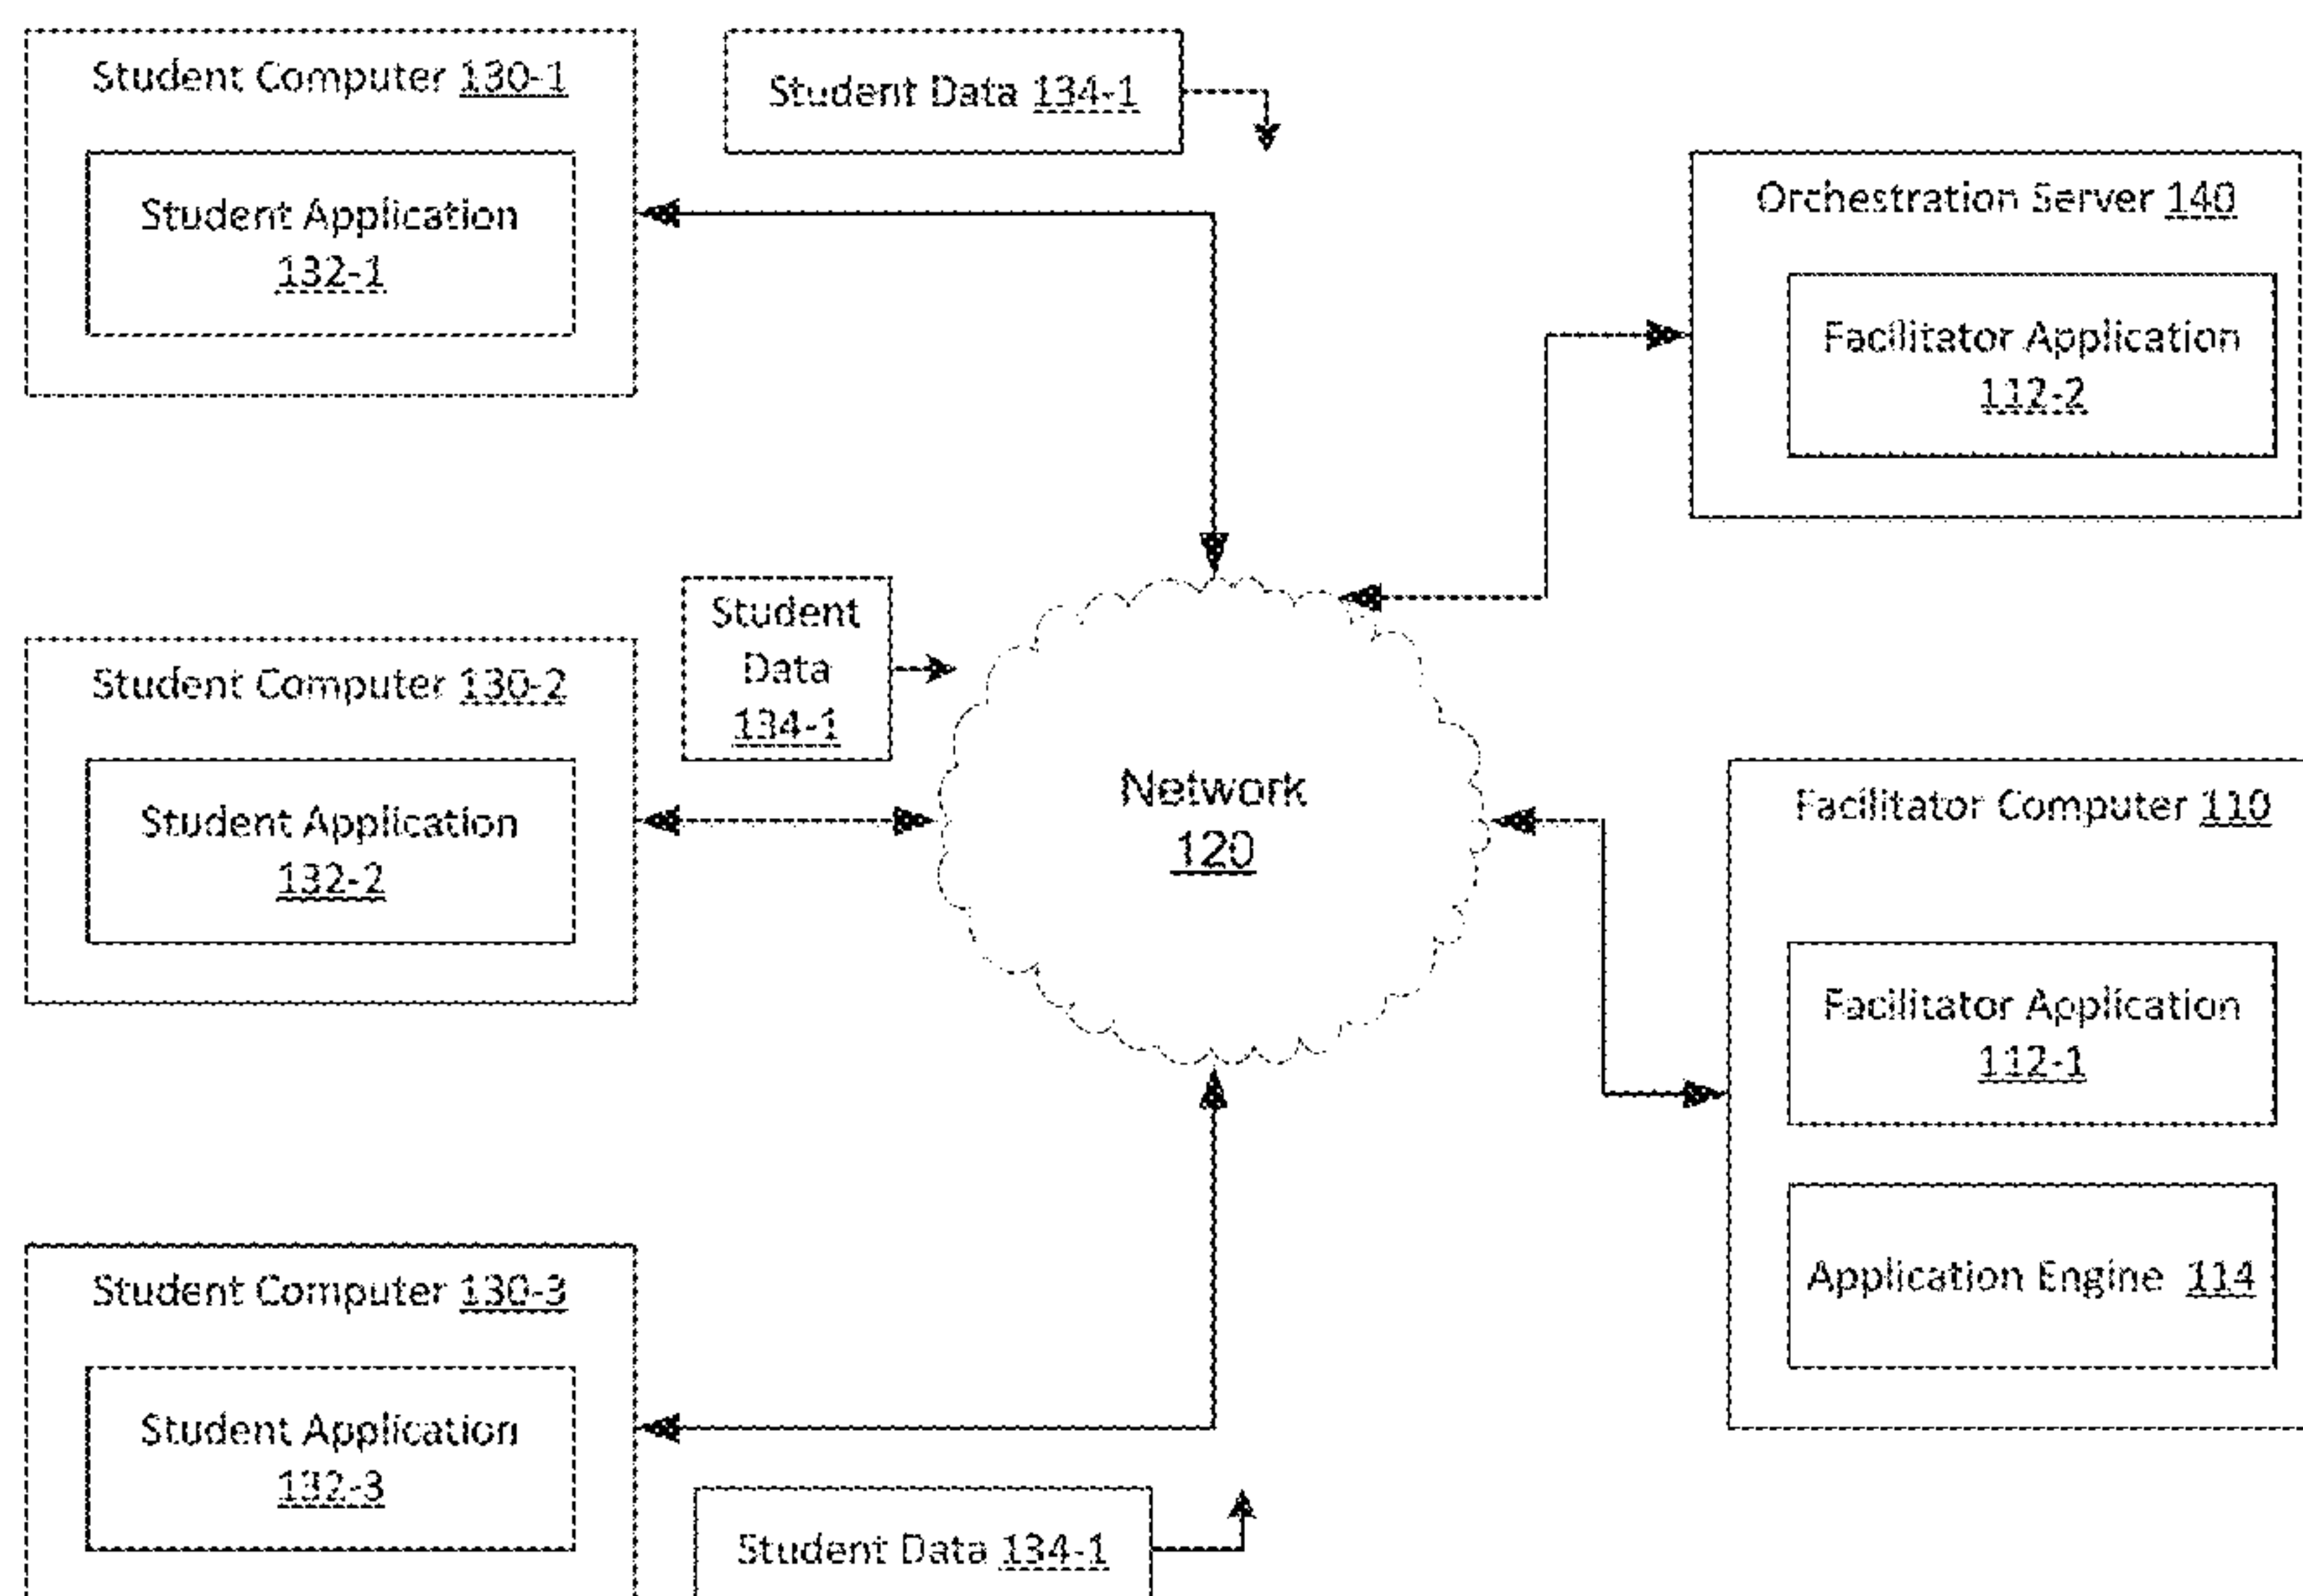 Student Computer 130-1
Student Application
132-1
Student Data 134-1
Orchestration Server 140
Facilitator Application
112-2
Student Computer 130-2
Student Application
132-2
Student
Data
134-1
Network
120
Facilitator Computer 110
Facilitator Application
112-1
Application Engine 114
Student Computer 130-3
Student Application
132-3
Student Data 134-1